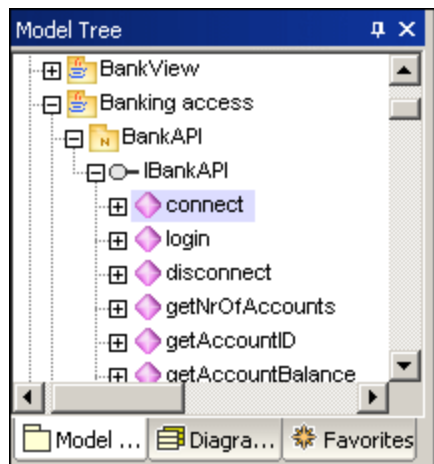 Model Tree
BankView
Banking access
N BankAPI
IBankAPI
connect
login
disconnect
getNrOfAccounts
getAccountID
getAccountBalance
Model ... Diagra... Favorites